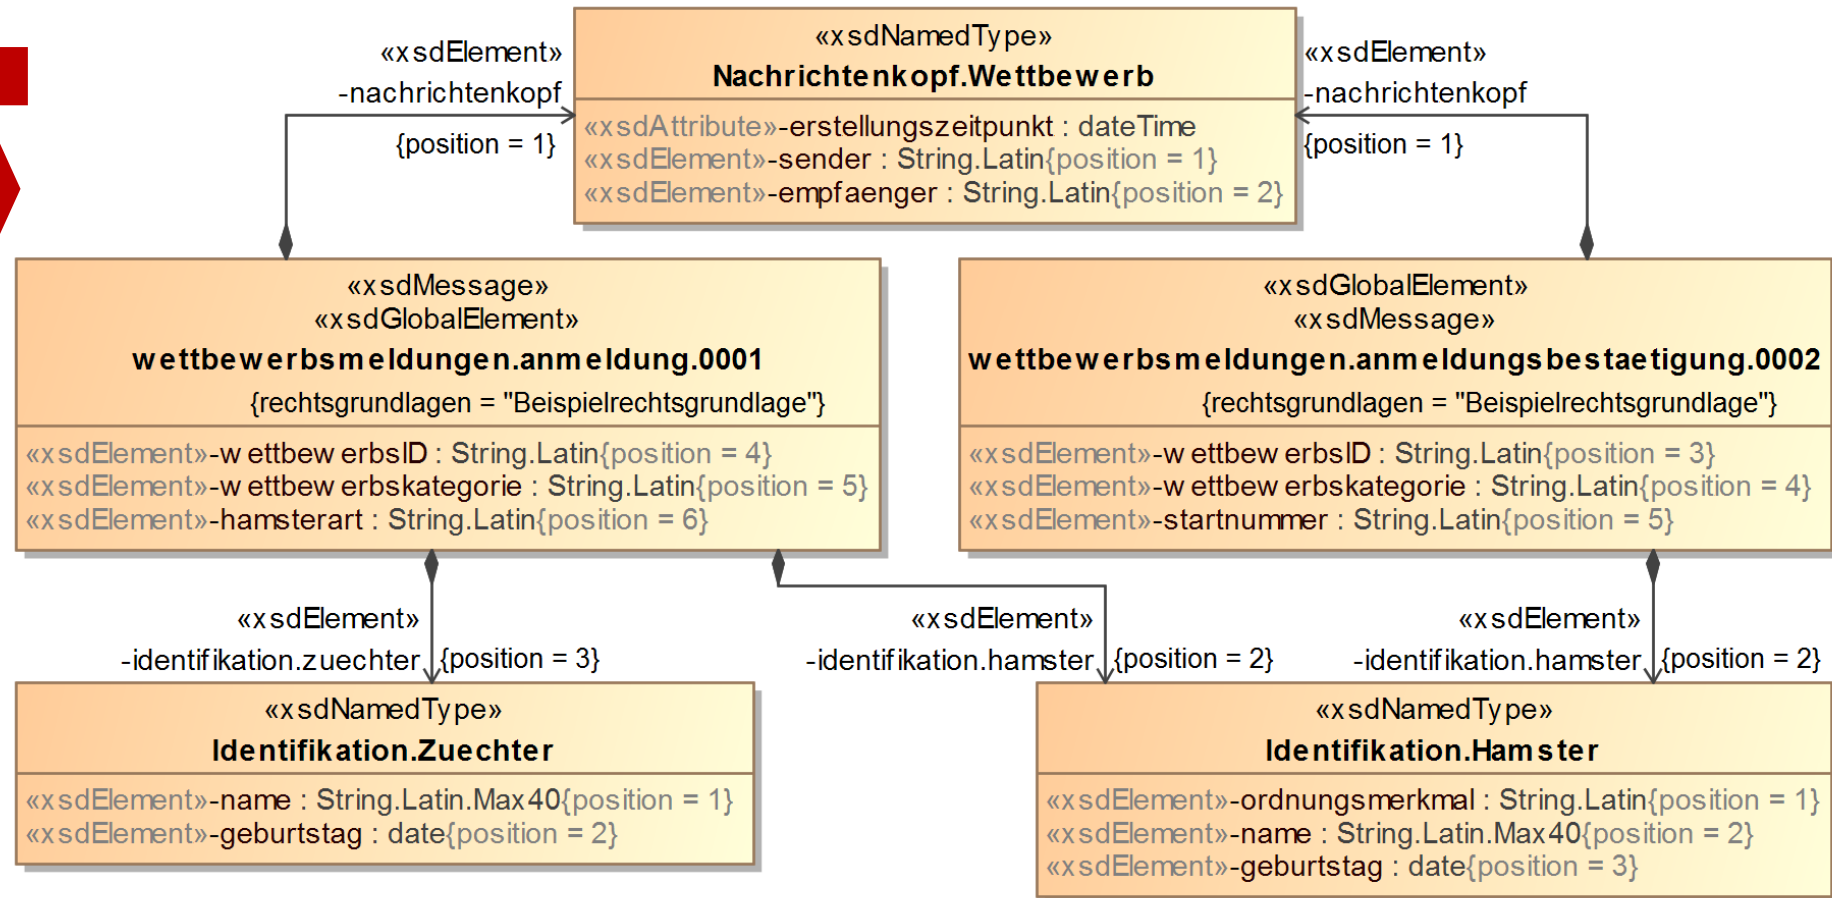 «xsdNamedType»
Nachrichtenkopf.Wettbewerb
«xsdAttribute»-erstellungszeitpunkt : dateTime
«xsdElement»-sender : String.Latin{position = 1}
«xsdElement»-empfaenger : String.Latin{position = 2}
«xsdElement»
-nachrichtenkopf
{position = 1}
«xsdElement»
-nachrichtenkopf
{position = 1}
«xsdMessage»
«xsdGlobalElement»
wettbewerbsmeldungen.anmeldung.0001
{rechtsgrundlagen = "Beispielrechtsgrundlage"}
«xsdElement»-wettbewerbsID : String.Latin{position = 4}
«xsdElement»-wettbewerbskategorie : String.Latin{position = 5}
«xsdElement»-hamsterart : String.Latin{position = 6}
«xsdGlobalElement»
«xsdMessage»
wettbewerbsmeldungen.anmeldungsbestaetigung.0002
{rechtsgrundlagen = "Beispielrechtsgrundlage"}
«xsdElement»-wettbewerbsID : String.Latin{position = 3}
«xsdElement»-wettbewerbskategorie : String.Latin{position = 4}
«xsdElement»-startnummer : String.Latin{position = 5}
«xsdElement»
-identifikation.zuechter
{position = 3}
«xsdElement»
-identifikation.hamster
{position = 2}
«xsdElement»
-identifikation.hamster
{position = 2}
«xsdNamedType»
Identifikation.Zuechter
«xsdElement»-name : String.Latin.Max40{position = 1}
«xsdElement»-geburtstag : date{position = 2}
«xsdNamedType»
Identifikation.Hamster
«xsdElement»-ordnungsmerkmal : String.Latin{position = 1}
«xsdElement»-name : String.Latin.Max40{position = 2}
«xsdElement»-geburtstag : date{position = 3}